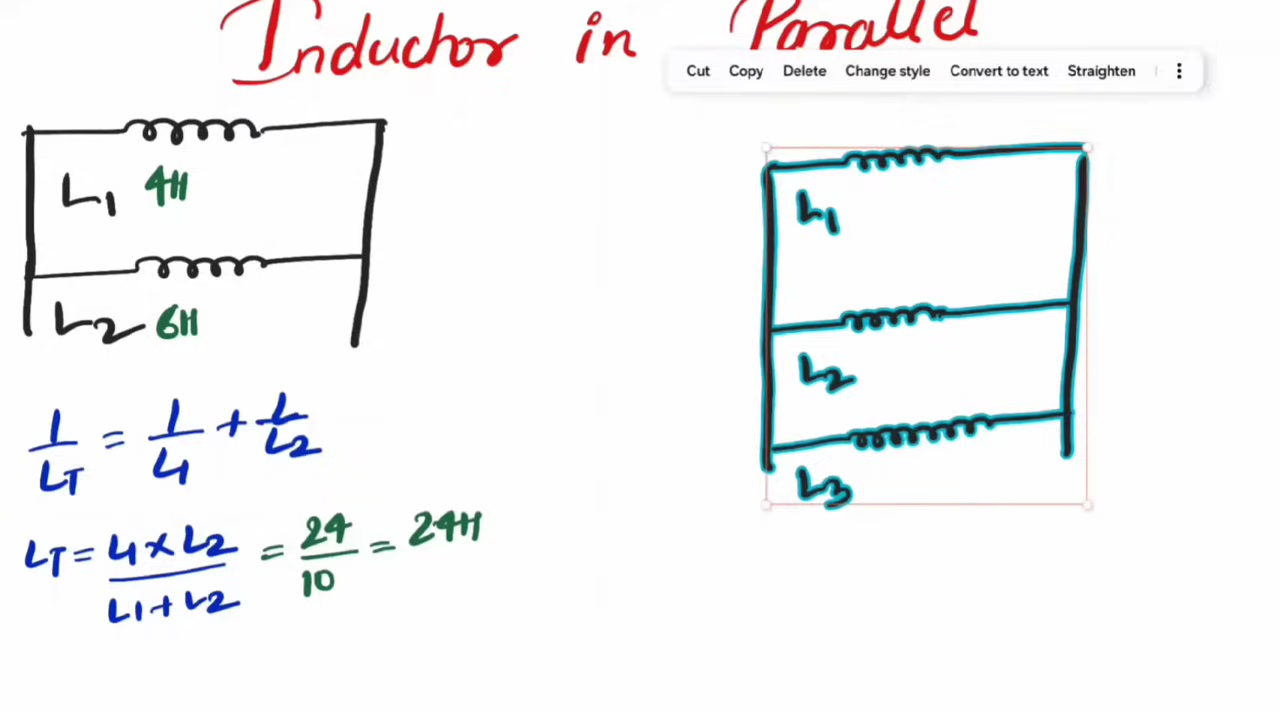 Inductor in Parallel
Cut Copy Delete Change style Convert to text Straighten
L1 4H
L2 6H
1/LT = 1/L1 + 1/L2
LT = L1 x L2 / L1 + L2 = 24/10 = 24H
L1
L2
L3